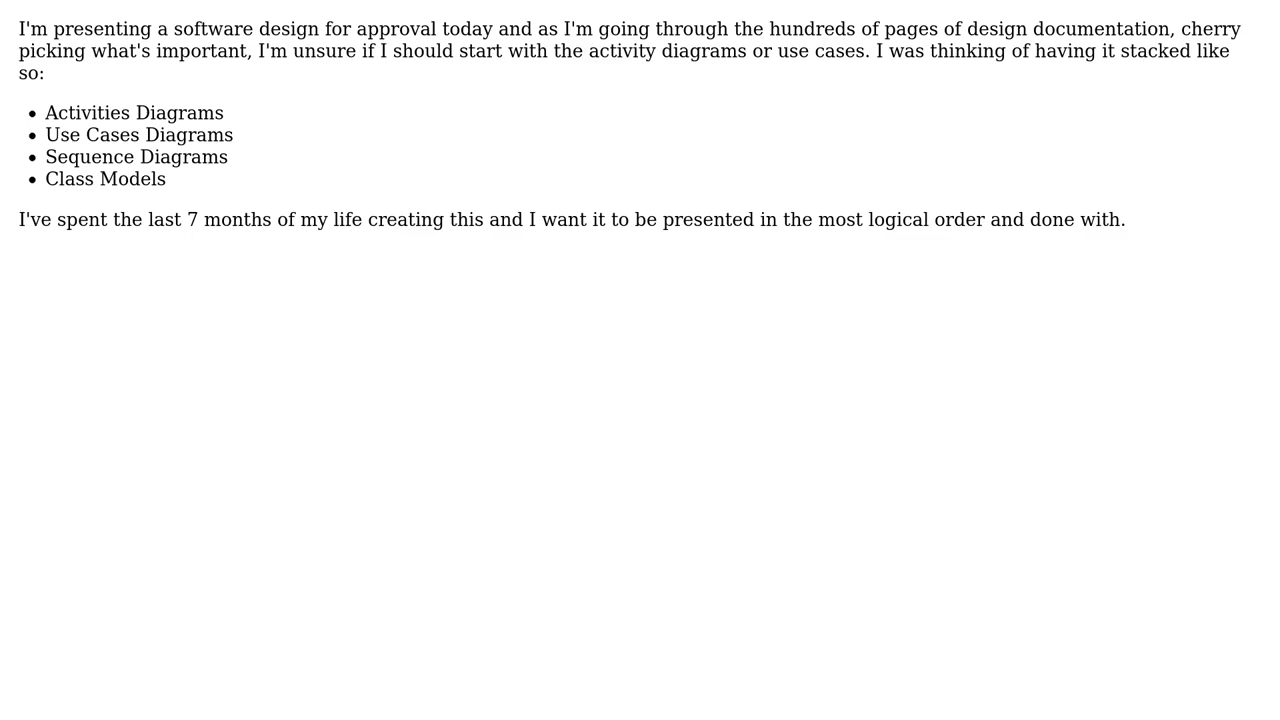 I'm presenting a software design for approval today and as I'm going through the hundreds of pages of design documentation, cherry
picking what's important, I'm unsure if I should start with the activity diagrams or use cases. I was thinking of having it stacked like
so:
• Activities Diagrams
• Use Cases Diagrams
• Sequence Diagrams
• Class Models
I've spent the last 7 months of my life creating this and I want it to be presented in the most logical order and done with.